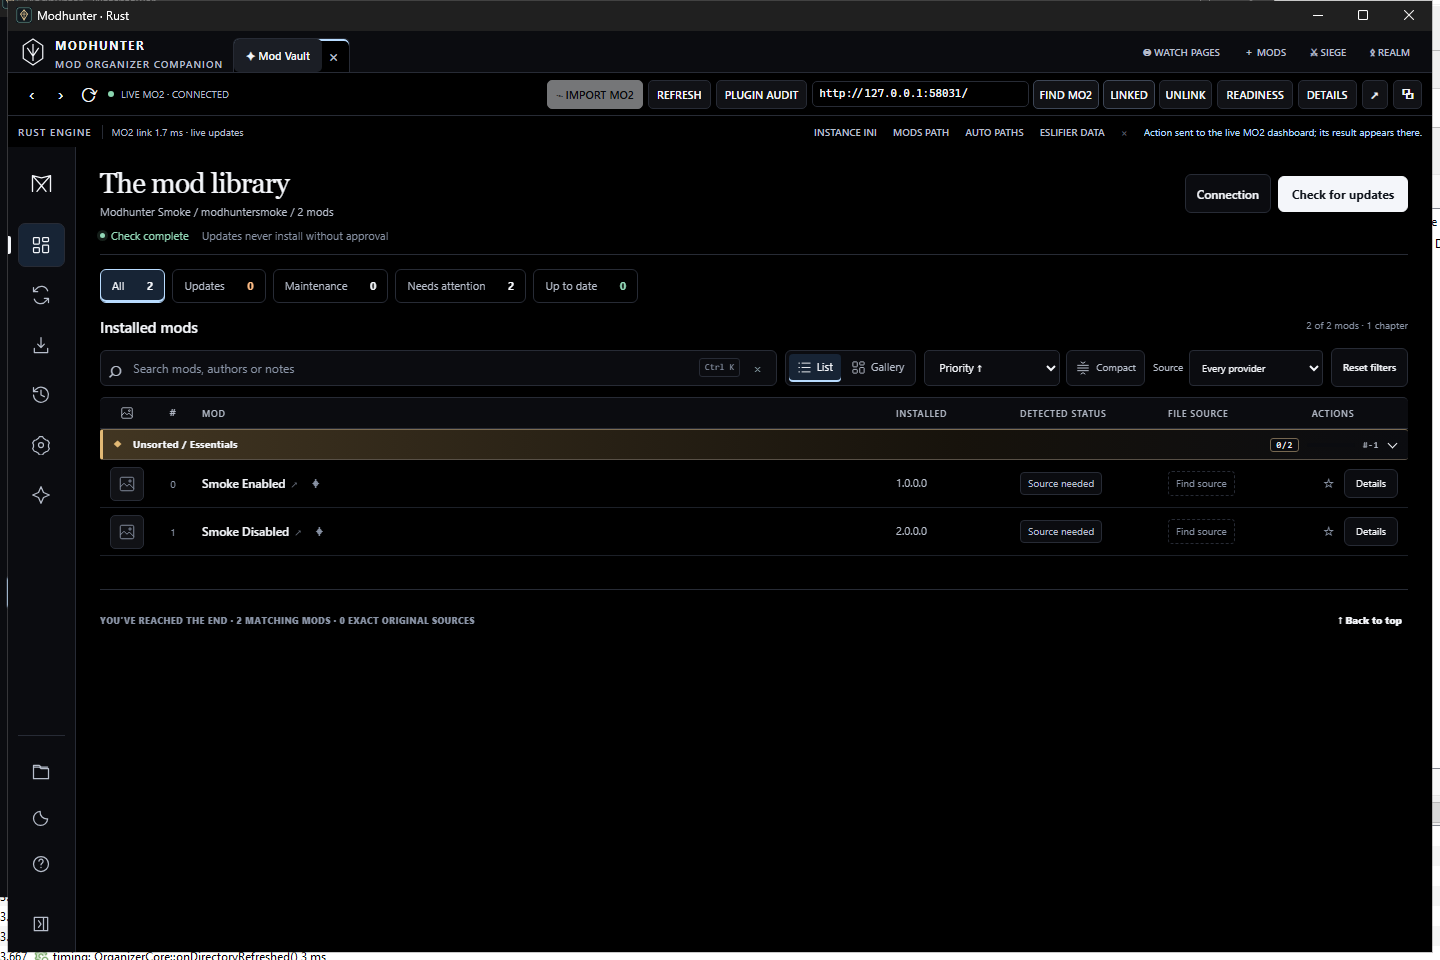 Modhunter · Rust
MODHUNTER
MOD ORGANIZER COMPANION
✦ Mod Vault ×
WATCH PAGES + MODS SIEGE REALM
LIVE MO2 · CONNECTED
IMPORT MO2 REFRESH PLUGIN AUDIT http://127.0.0.1:58031/ FIND MO2 LINKED UNLINK READINESS DETAILS
RUST ENGINE MO2 link 1.7 ms · live updates
INSTANCE INI MODS PATH AUTO PATHS ESLIFIER DATA × Action sent to the live MO2 dashboard; its result appears there.
The mod library
Modhunter Smoke / modhuntersmoke / 2 mods
Check complete Updates never install without approval
Connection Check for updates
All 2 Updates 0 Maintenance 0 Needs attention 2 Up to date 0
Installed mods
2 of 2 mods · 1 chapter
Search mods, authors or notes Ctrl K × List Gallery Priority ↑ Compact Source Every provider Reset filters
# MOD INSTALLED DETECTED STATUS FILE SOURCE ACTIONS
Unsorted / Essentials 0/2 #-1
0 Smoke Enabled ↗ 1.0.0.0 Source needed Find source ☆ Details
1 Smoke Disabled ↗ 2.0.0.0 Source needed Find source ☆ Details
YOU'VE REACHED THE END · 2 MATCHING MODS · 0 EXACT ORIGINAL SOURCES
↑ Back to top
3.667 timing: OrganizerCore::onDirectoryRefreshed() 3 ms